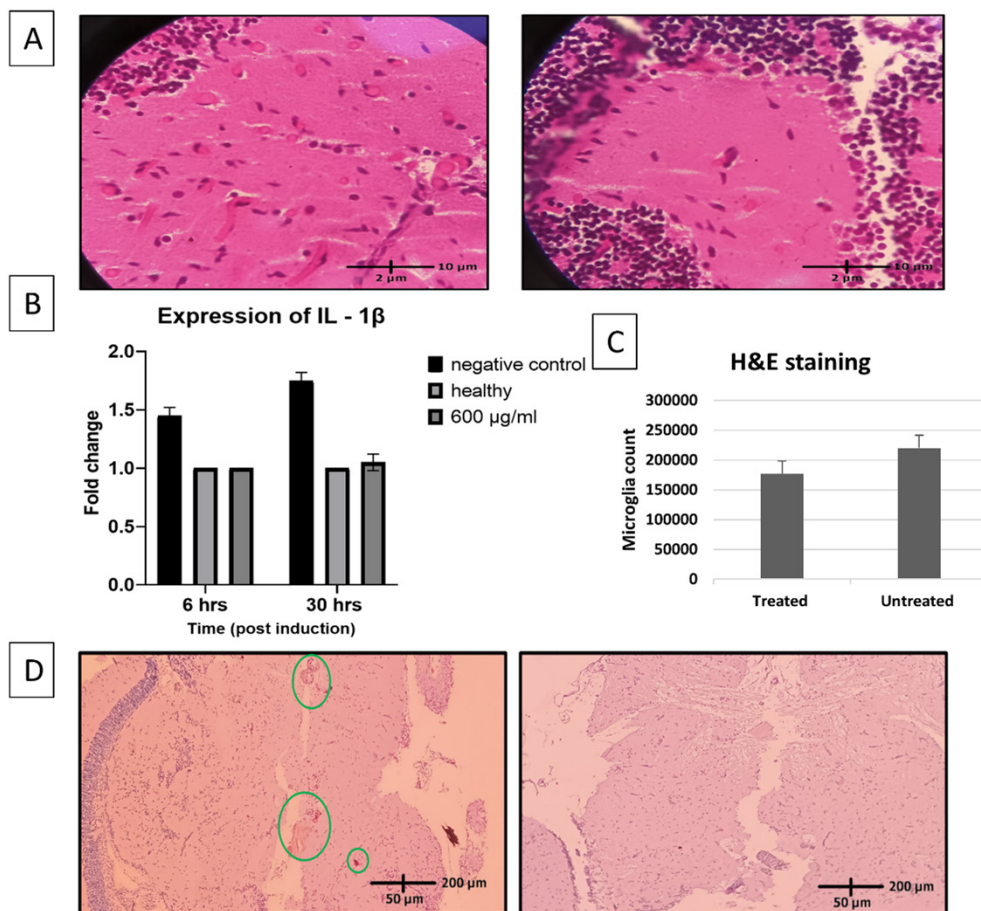 A
10 μm
2 μm
10 μm
2 μm
B
Expression of IL - 1β
Fold change
2.0
1.5
1.0
0.5
0.0
6 hrs
30 hrs
Time (post induction)
negative control
healthy
600 μg/ml
C
H&E staining
Microglia count
300000
250000
200000
150000
100000
50000
0
Treated
Untreated
D
200 μm
50 μm
200 μm
50 μm